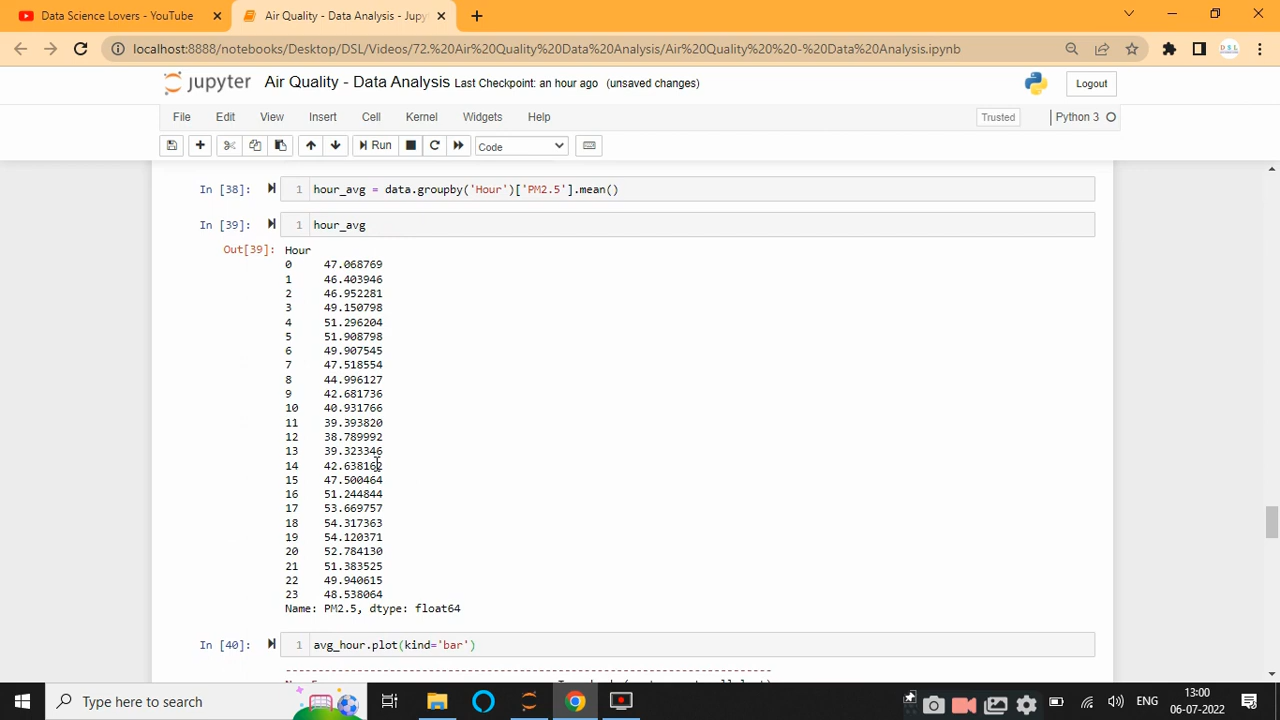 Data Science Lovers - YouTube
Air Quality - Data Analysis - Jupy
localhost:8888/notebooks/Desktop/DSL/Videos/72.%20Air%20Quality%20Data%20Analysis/Air%20Quality%20%20-%20Data%20Analysis.ipynb
jupyter Air Quality - Data Analysis Last Checkpoint: an hour ago (unsaved changes)
Logout
File Edit View Insert Cell Kernel Widgets Help
Trusted Python 3
Run Code
In [38]: 1 hour_avg = data.groupby('Hour')['PM2.5'].mean()
In [39]: 1 hour_avg
Out[39]: Hour
0 47.068769
1 46.403946
2 46.952281
3 49.150798
4 51.296204
5 51.908798
6 49.907545
7 47.518554
8 44.996127
9 42.681736
10 40.931766
11 39.393820
12 38.789992
13 39.323346
14 42.638162
15 47.500464
16 51.244844
17 53.669757
18 54.317363
19 54.120371
20 52.784130
21 51.383525
22 49.940615
23 48.538064
Name: PM2.5, dtype: float64
In [40]: 1 avg_hour.plot(kind='bar')
---------------------------------------------------------------------------
Type here to search
ENG
13:00
06-07-2022